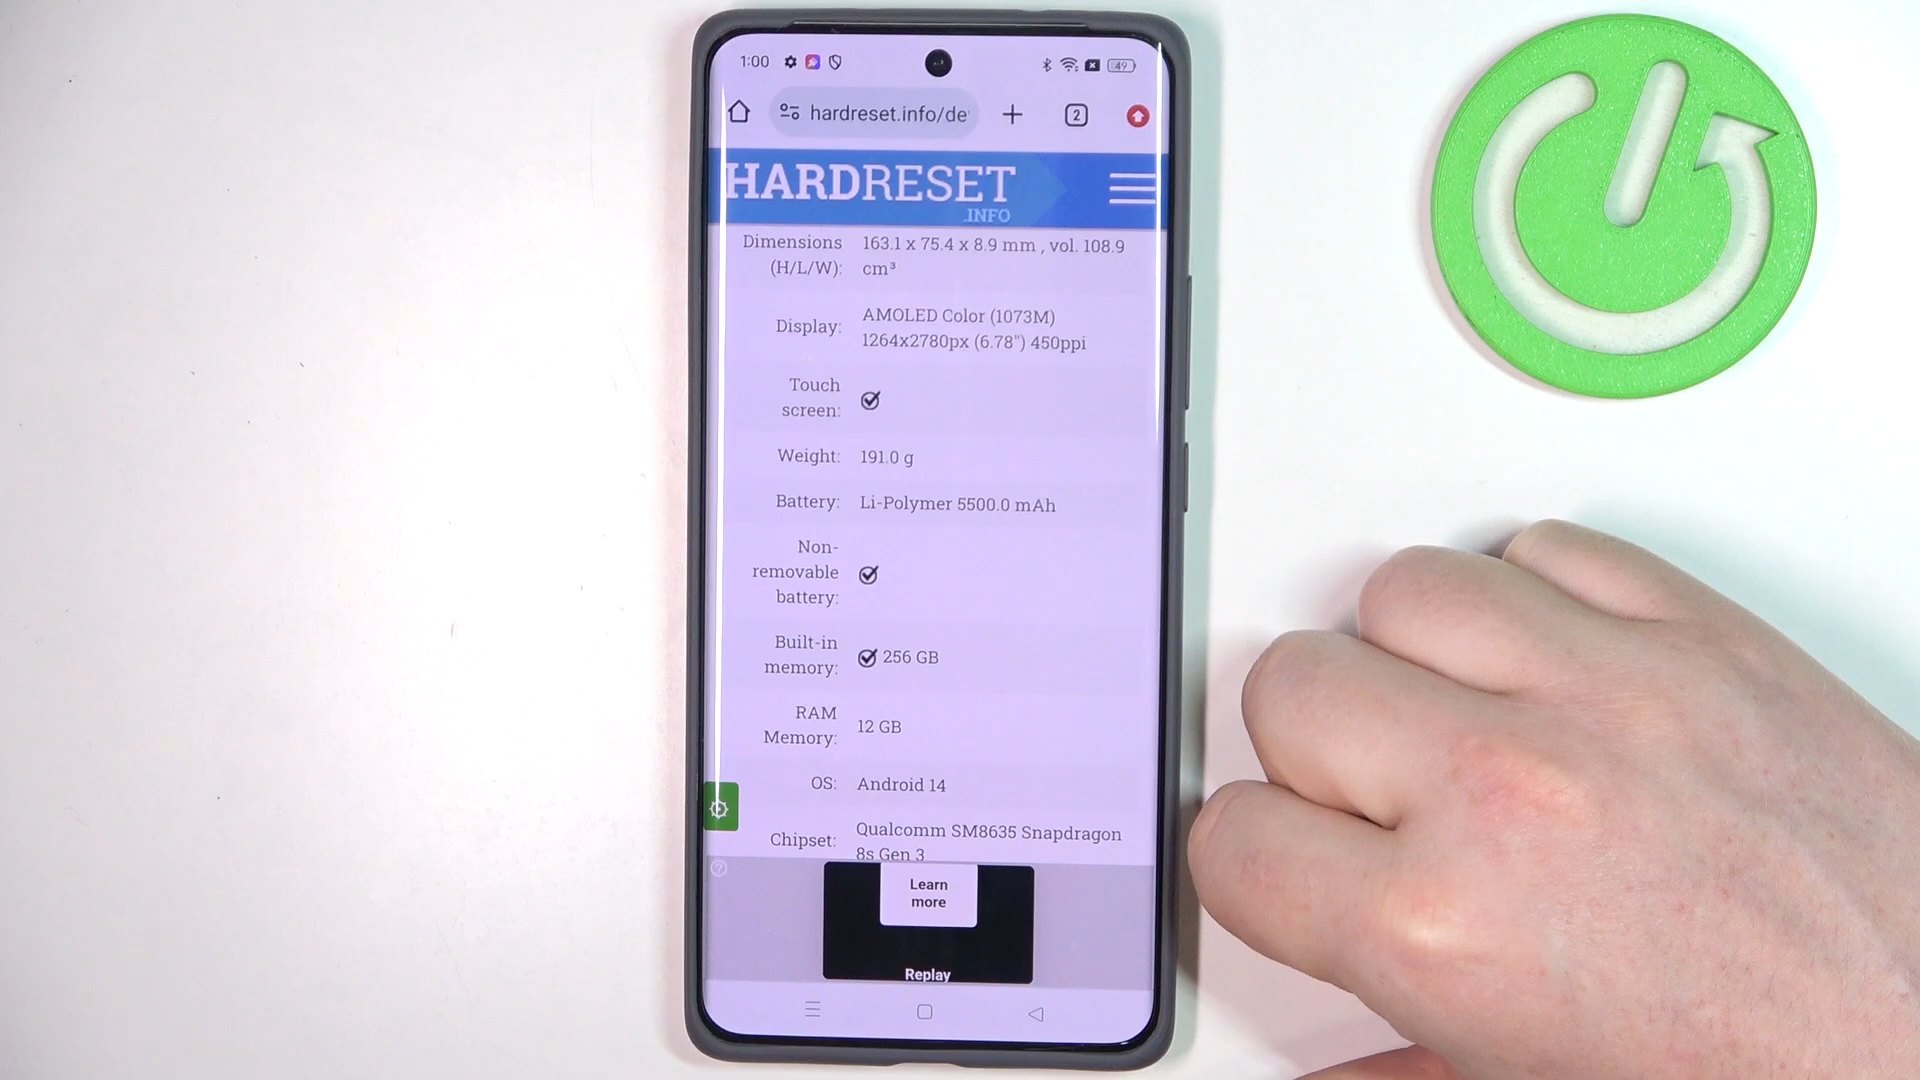 1:00
49
hardreset.info/de
2
HARDRESET
.INFO
Dimensions 163.1 x 75.4 x 8.9 mm , vol. 108.9
(H/L/W): cm³
Display: AMOLED Color (1073M)
1264x2780px (6.78") 450ppi
Touch
screen:
Weight: 191.0 g
Battery: Li-Polymer 5500.0 mAh
Non-
removable
battery:
Built-in
memory: 256 GB
RAM
Memory: 12 GB
OS: Android 14
Chipset: Qualcomm SM8635 Snapdragon
8s Gen 3
Learn
more
Replay